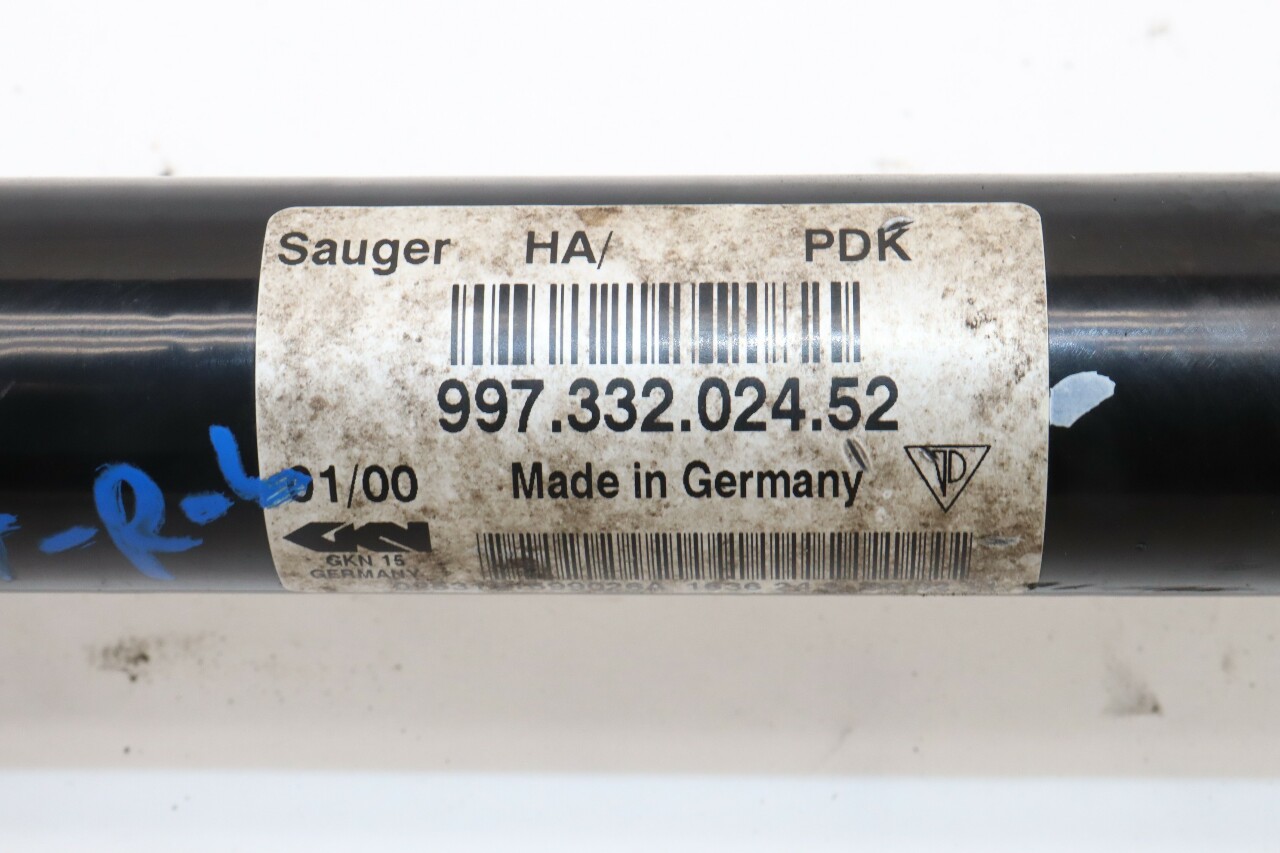 Sauger HA/ PDK
997.332.024.52
01/00 Made in Germany
GKN 15
GERMANY
-R-L